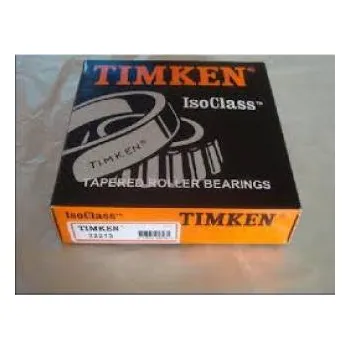 TIMKEN®
IsoClass™
TIMKEN
TAPERED ROLLER BEARINGS
IsoClass™ TIMKEN®
TIMKEN